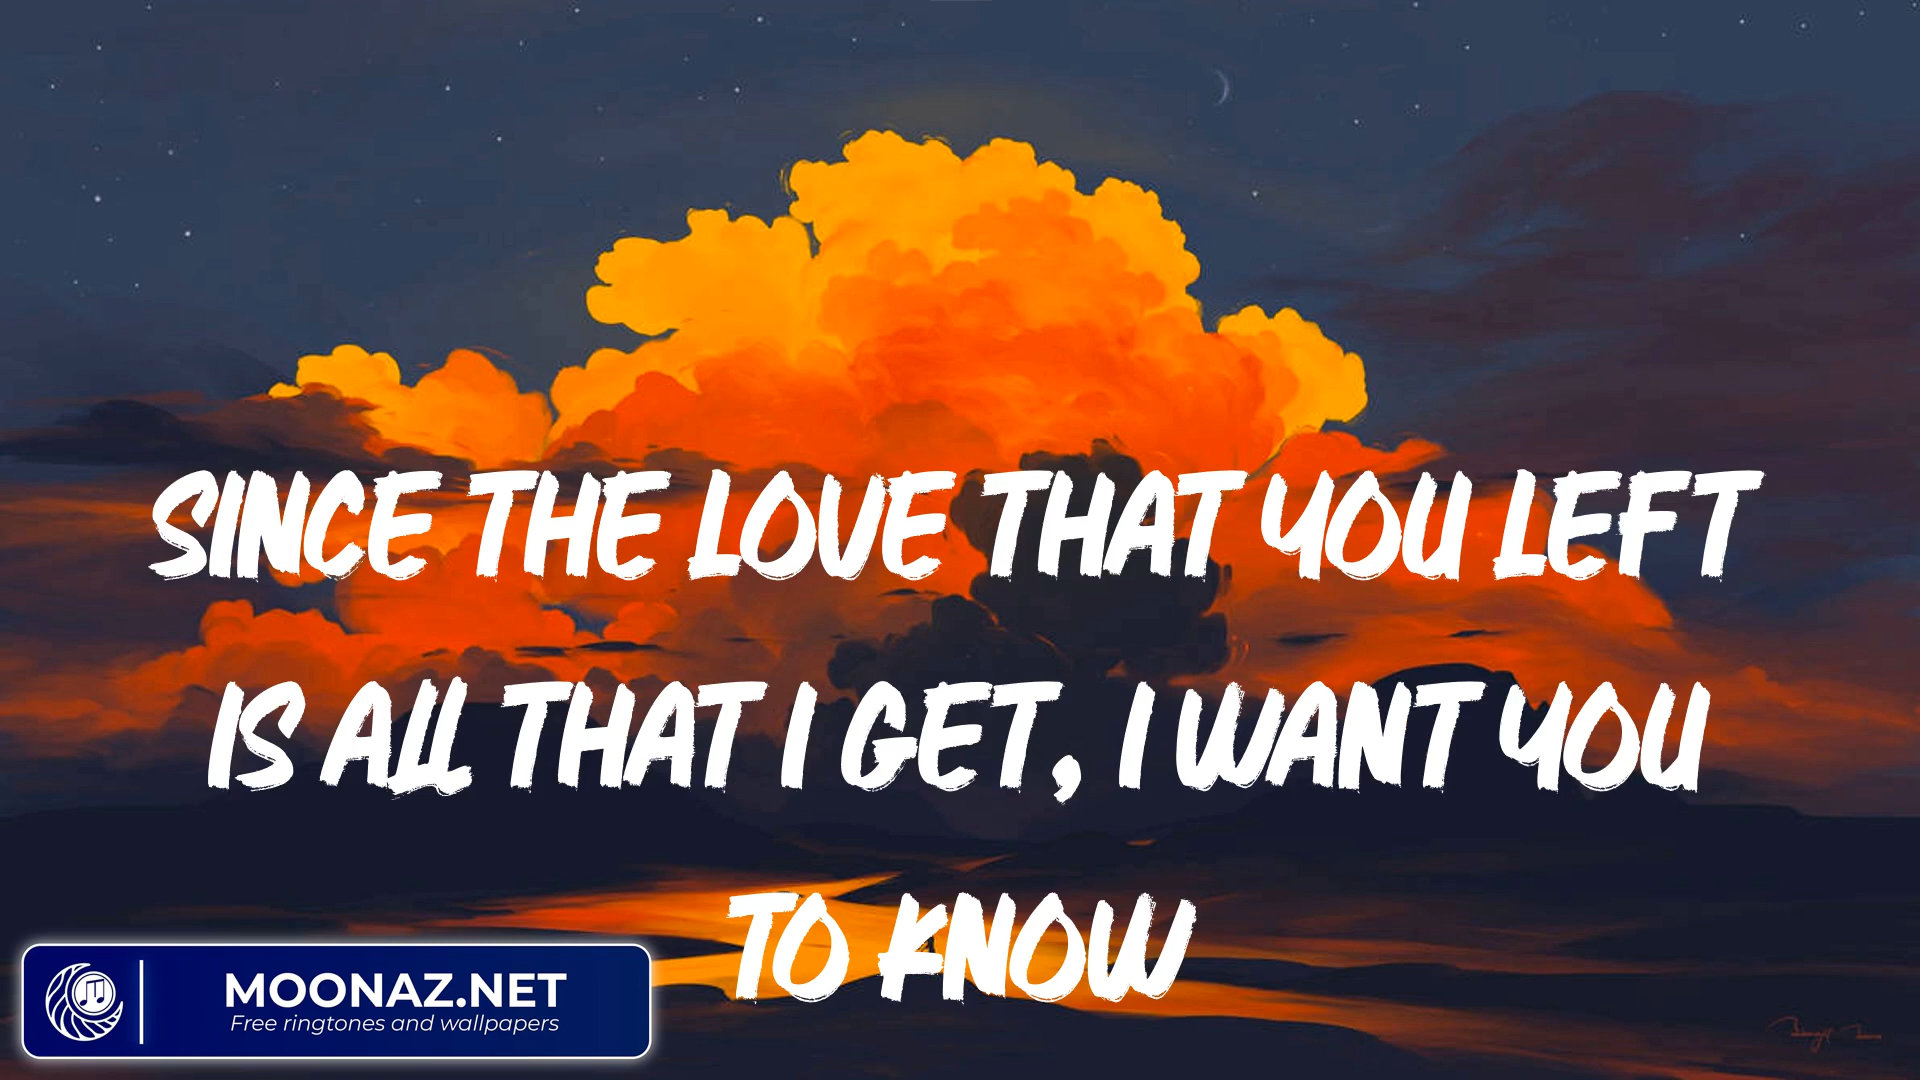 SINCE THE LOVE THAT YOU LEFT
IS ALL THAT I GET, I WANT YOU
TO KNOW
MOONAZ.NET
Free ringtones and wallpapers